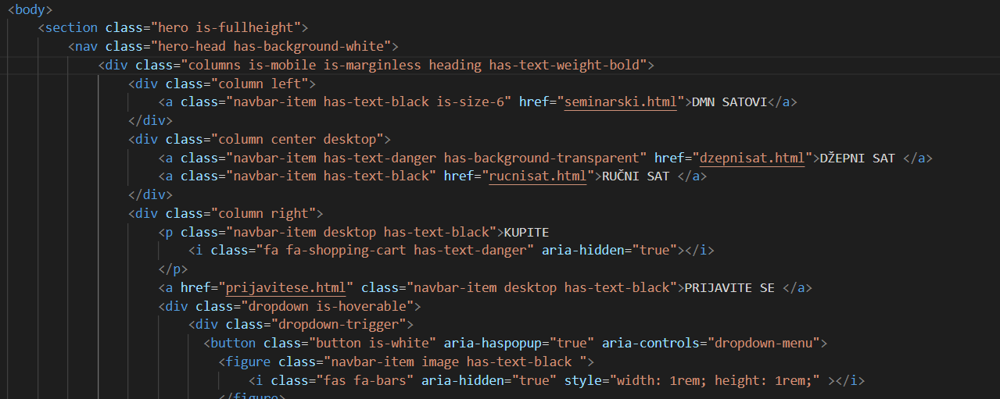 <body>
<section class="hero is-fullheight">
<nav class="hero-head has-background-white">
<div class="columns is-mobile is-marginless heading has-text-weight-bold">
<div class="column left">
<a class="navbar-item has-text-black is-size-6" href="seminarski.html">DMN SATOVI</a>
</div>
<div class="column center desktop">
<a class="navbar-item has-text-danger has-background-transparent" href="dzepnisat.html">DŽEPNI SAT </a>
<a class="navbar-item has-text-black" href="rucnisat.html">RUČNI SAT </a>
</div>
<div class="column right">
<p class="navbar-item desktop has-text-black">KUPITE
<i class="fa fa-shopping-cart has-text-danger" aria-hidden="true"></i>
</p>
<a href="prijavitese.html" class="navbar-item desktop has-text-black">PRIJAVITE SE </a>
<div class="dropdown is-hoverable">
<div class="dropdown-trigger">
<button class="button is-white" aria-haspopup="true" aria-controls="dropdown-menu">
<figure class="navbar-item image has-text-black ">
<i class="fas fa-bars" aria-hidden="true" style="width: 1rem; height: 1rem;" ></i>
</figure>